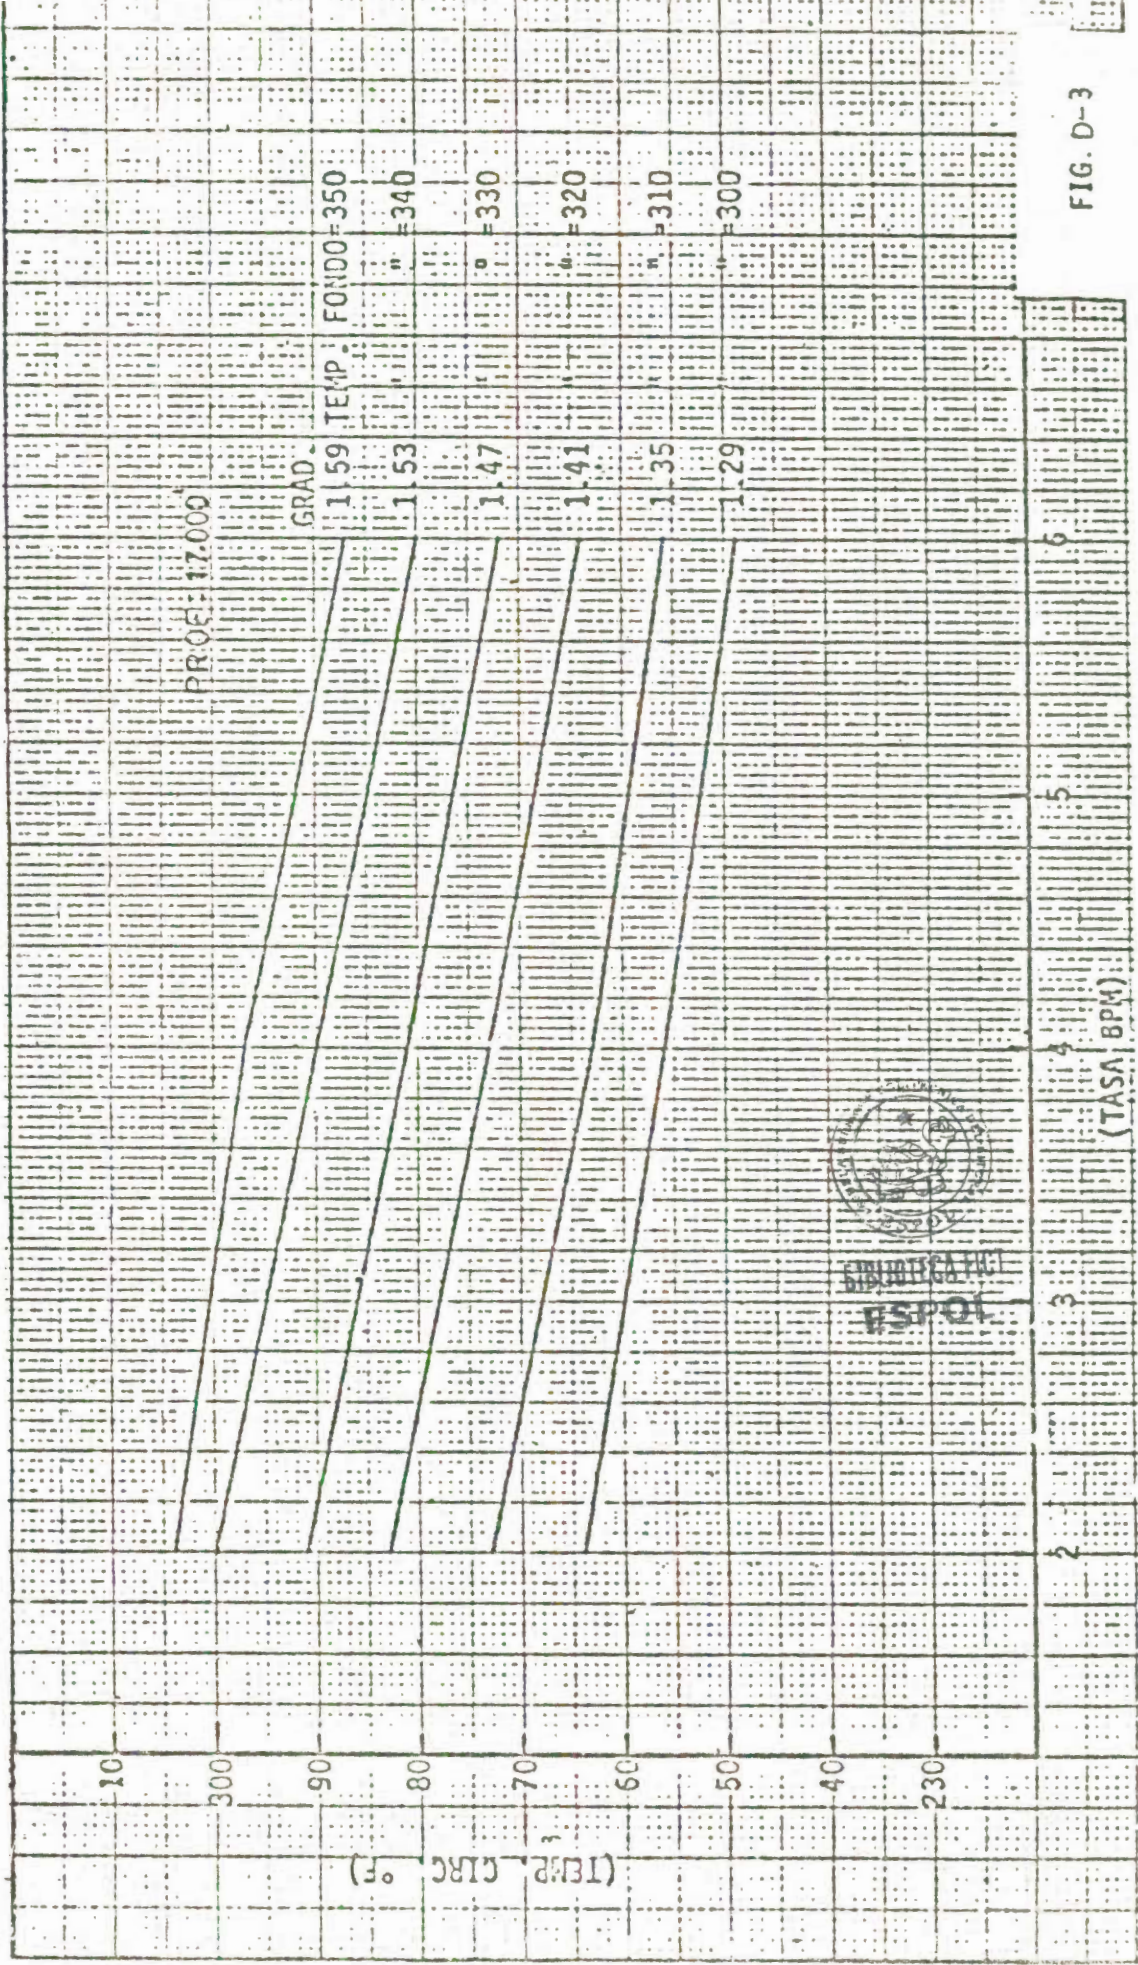 PROF: 17.000'
GRAD. TEMP. FONDO=350
1.59
1.53 " " =340
1.47 " " =330
1.41 " " =320
1.35 " " =310
1.29 " =300
10
300
90
80
70
60
50
40
230
(TEMP. CIRC °F)
2 3 4 5 6
(TASA BPM)
BIBLIOTECA FICT
ESPOL
FIG. D-3